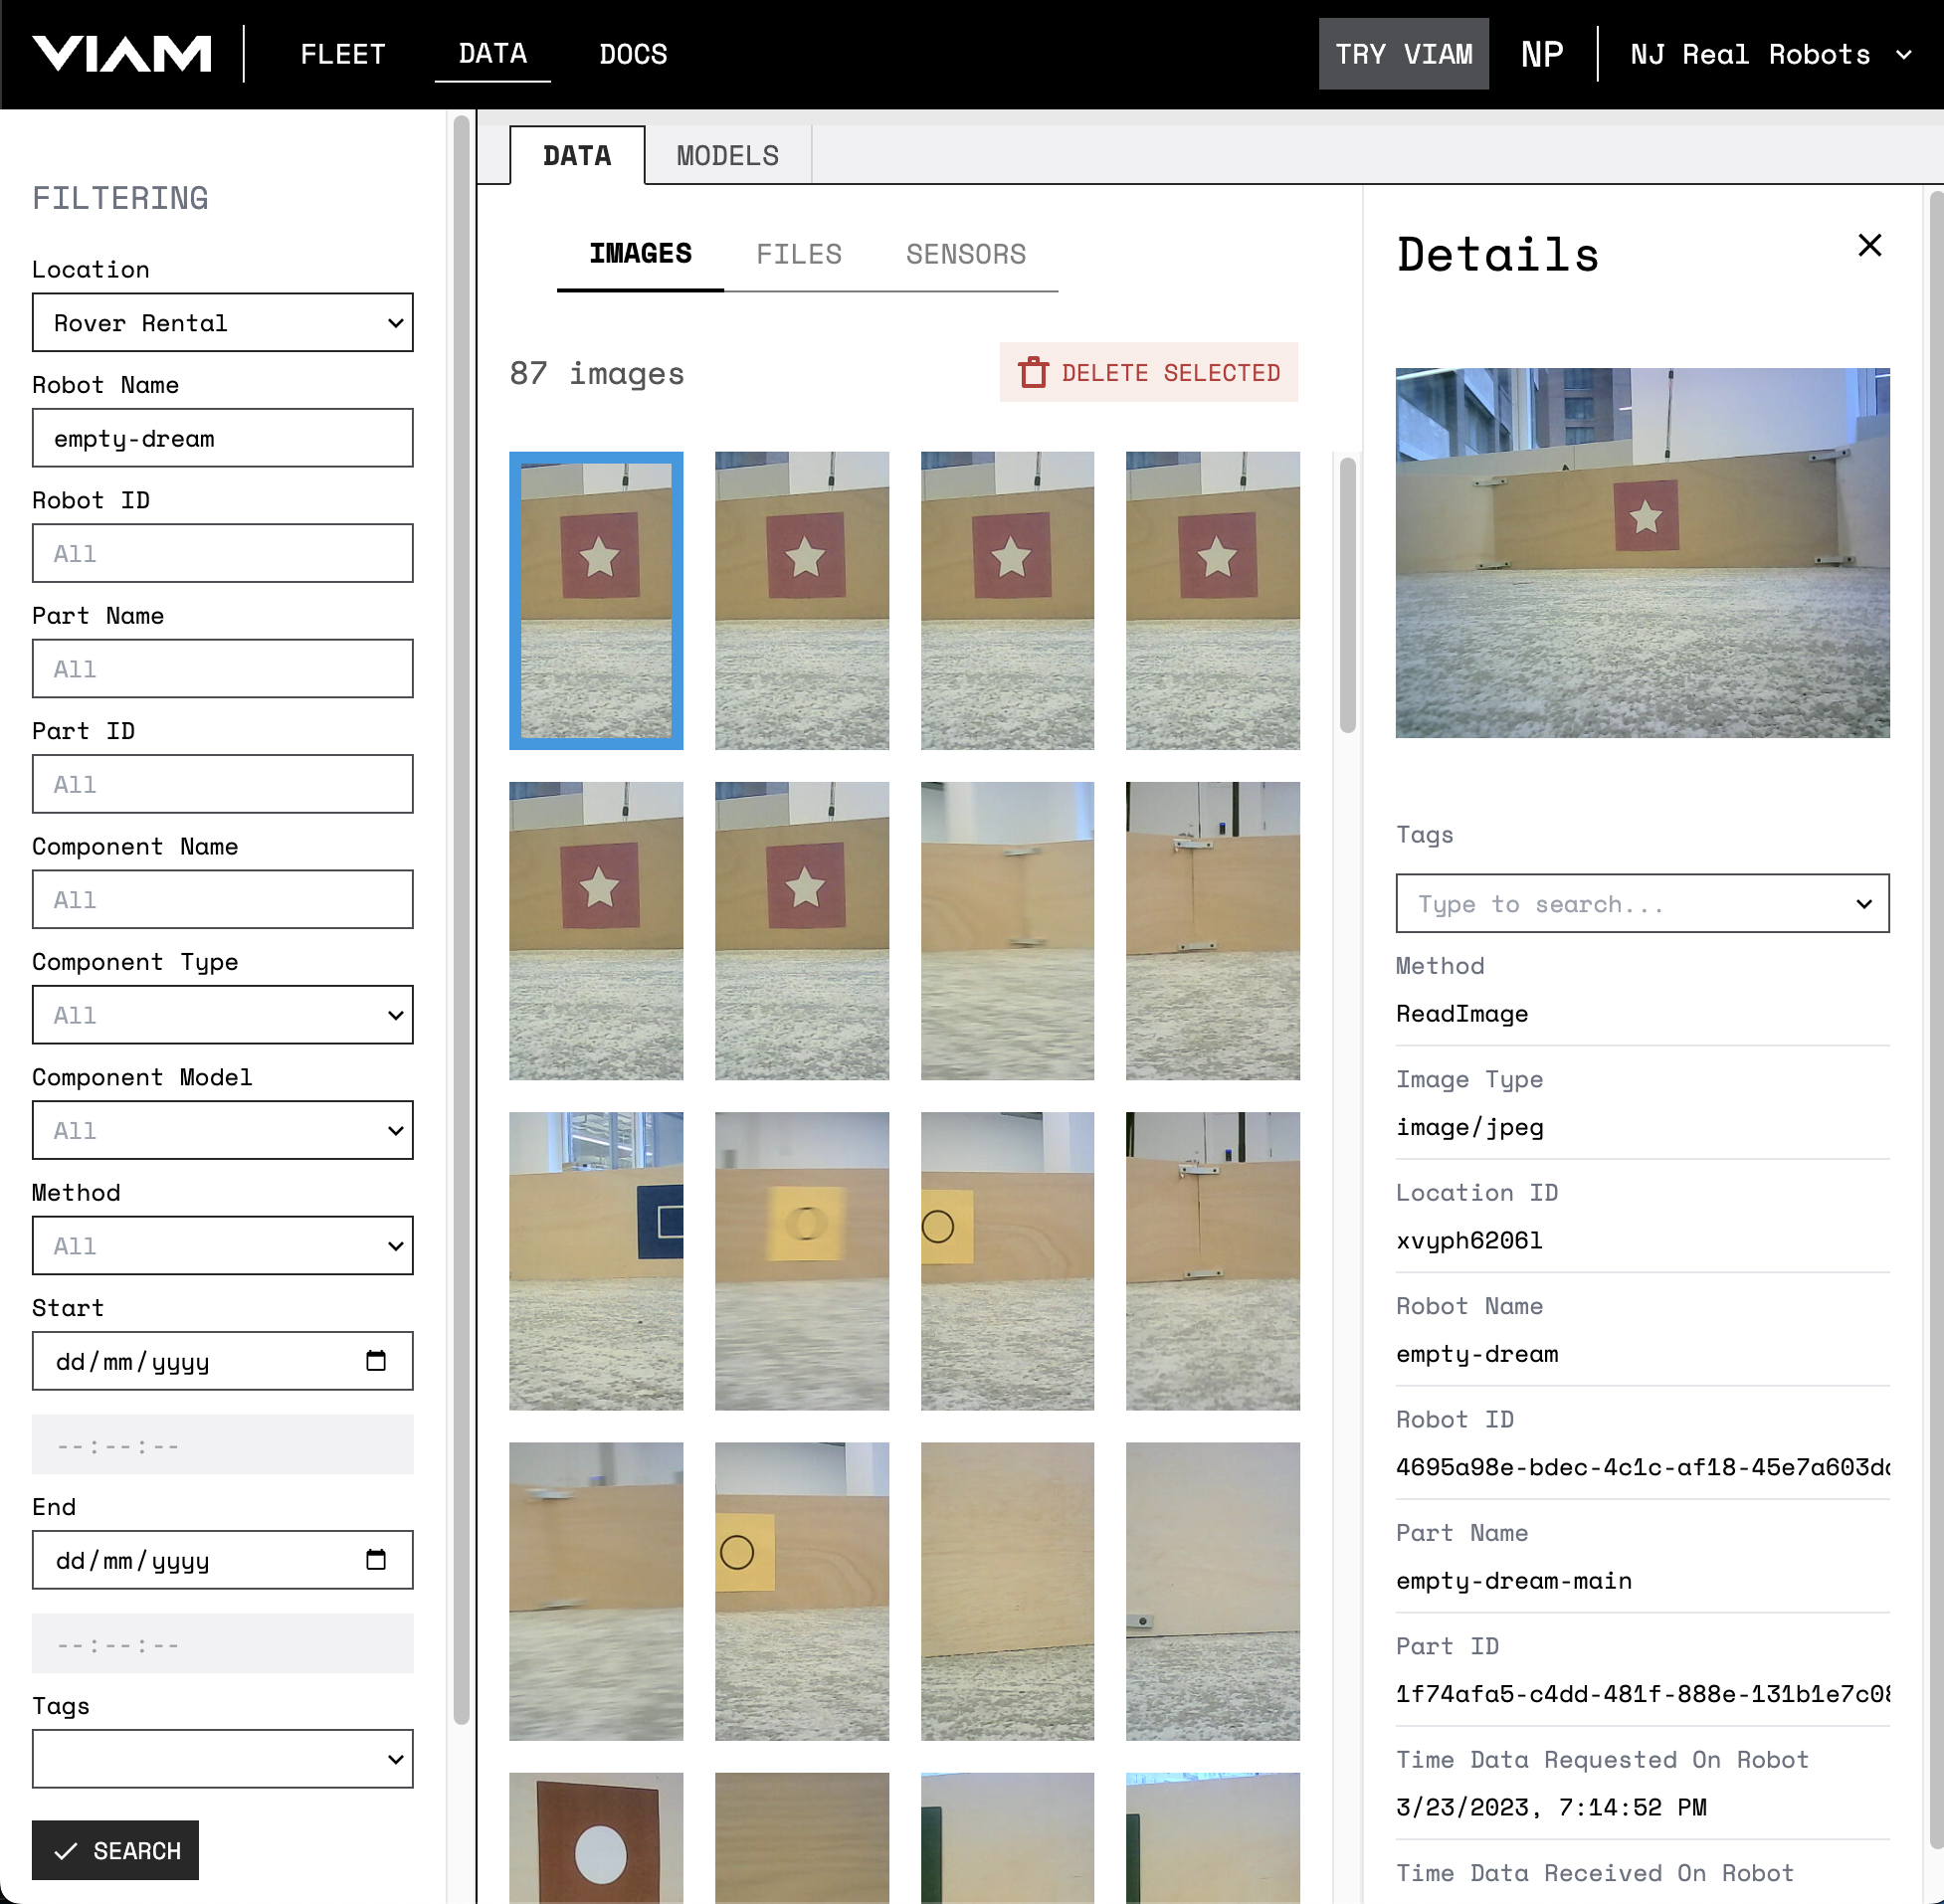 VIAM
FLEET
DATA
DOCS
TRY VIAM
NP
NJ Real Robots
FILTERING
Location
Rover Rental
Robot Name
empty-dream
Robot ID
All
Part Name
All
Part ID
All
Component Name
All
Component Type
All
Component Model
All
Method
All
Start
dd/mm/yyyy
--:--:--
End
dd/mm/yyyy
--:--:--
Tags
SEARCH
DATA
MODELS
IMAGES
FILES
SENSORS
87 images
DELETE SELECTED
Details
Tags
Type to search...
Method
ReadImage
Image Type
image/jpeg
Location ID
xvyph6206l
Robot Name
empty-dream
Robot ID
4695a98e-bdec-4c1c-af18-45e7a603d
Part Name
empty-dream-main
Part ID
1f74afa5-c4dd-481f-888e-131b1e7c08
Time Data Requested On Robot
3/23/2023, 7:14:52 PM
Time Data Received On Robot